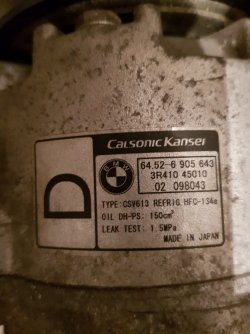 Calsonic Kansei
D
BMW
64.52-6 905 643
3R410 45010
02 098043
TYPE: CSV613 REFRIG HFC-134a
OIL DH-PS: 150cm³
LEAK TEST : 1.5MPa
MADE IN JAPAN